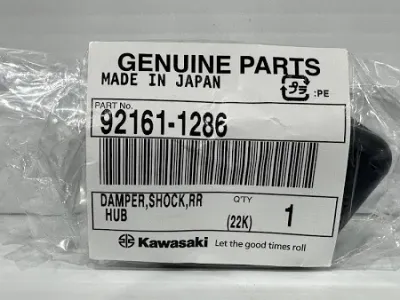 GENUINE PARTS
MADE IN JAPAN
プラ :PE
PART No.
92161-1286
DAMPER,SHOCK,RR Q'TY
HUB (22K) 1
Kawasaki Let the good times roll